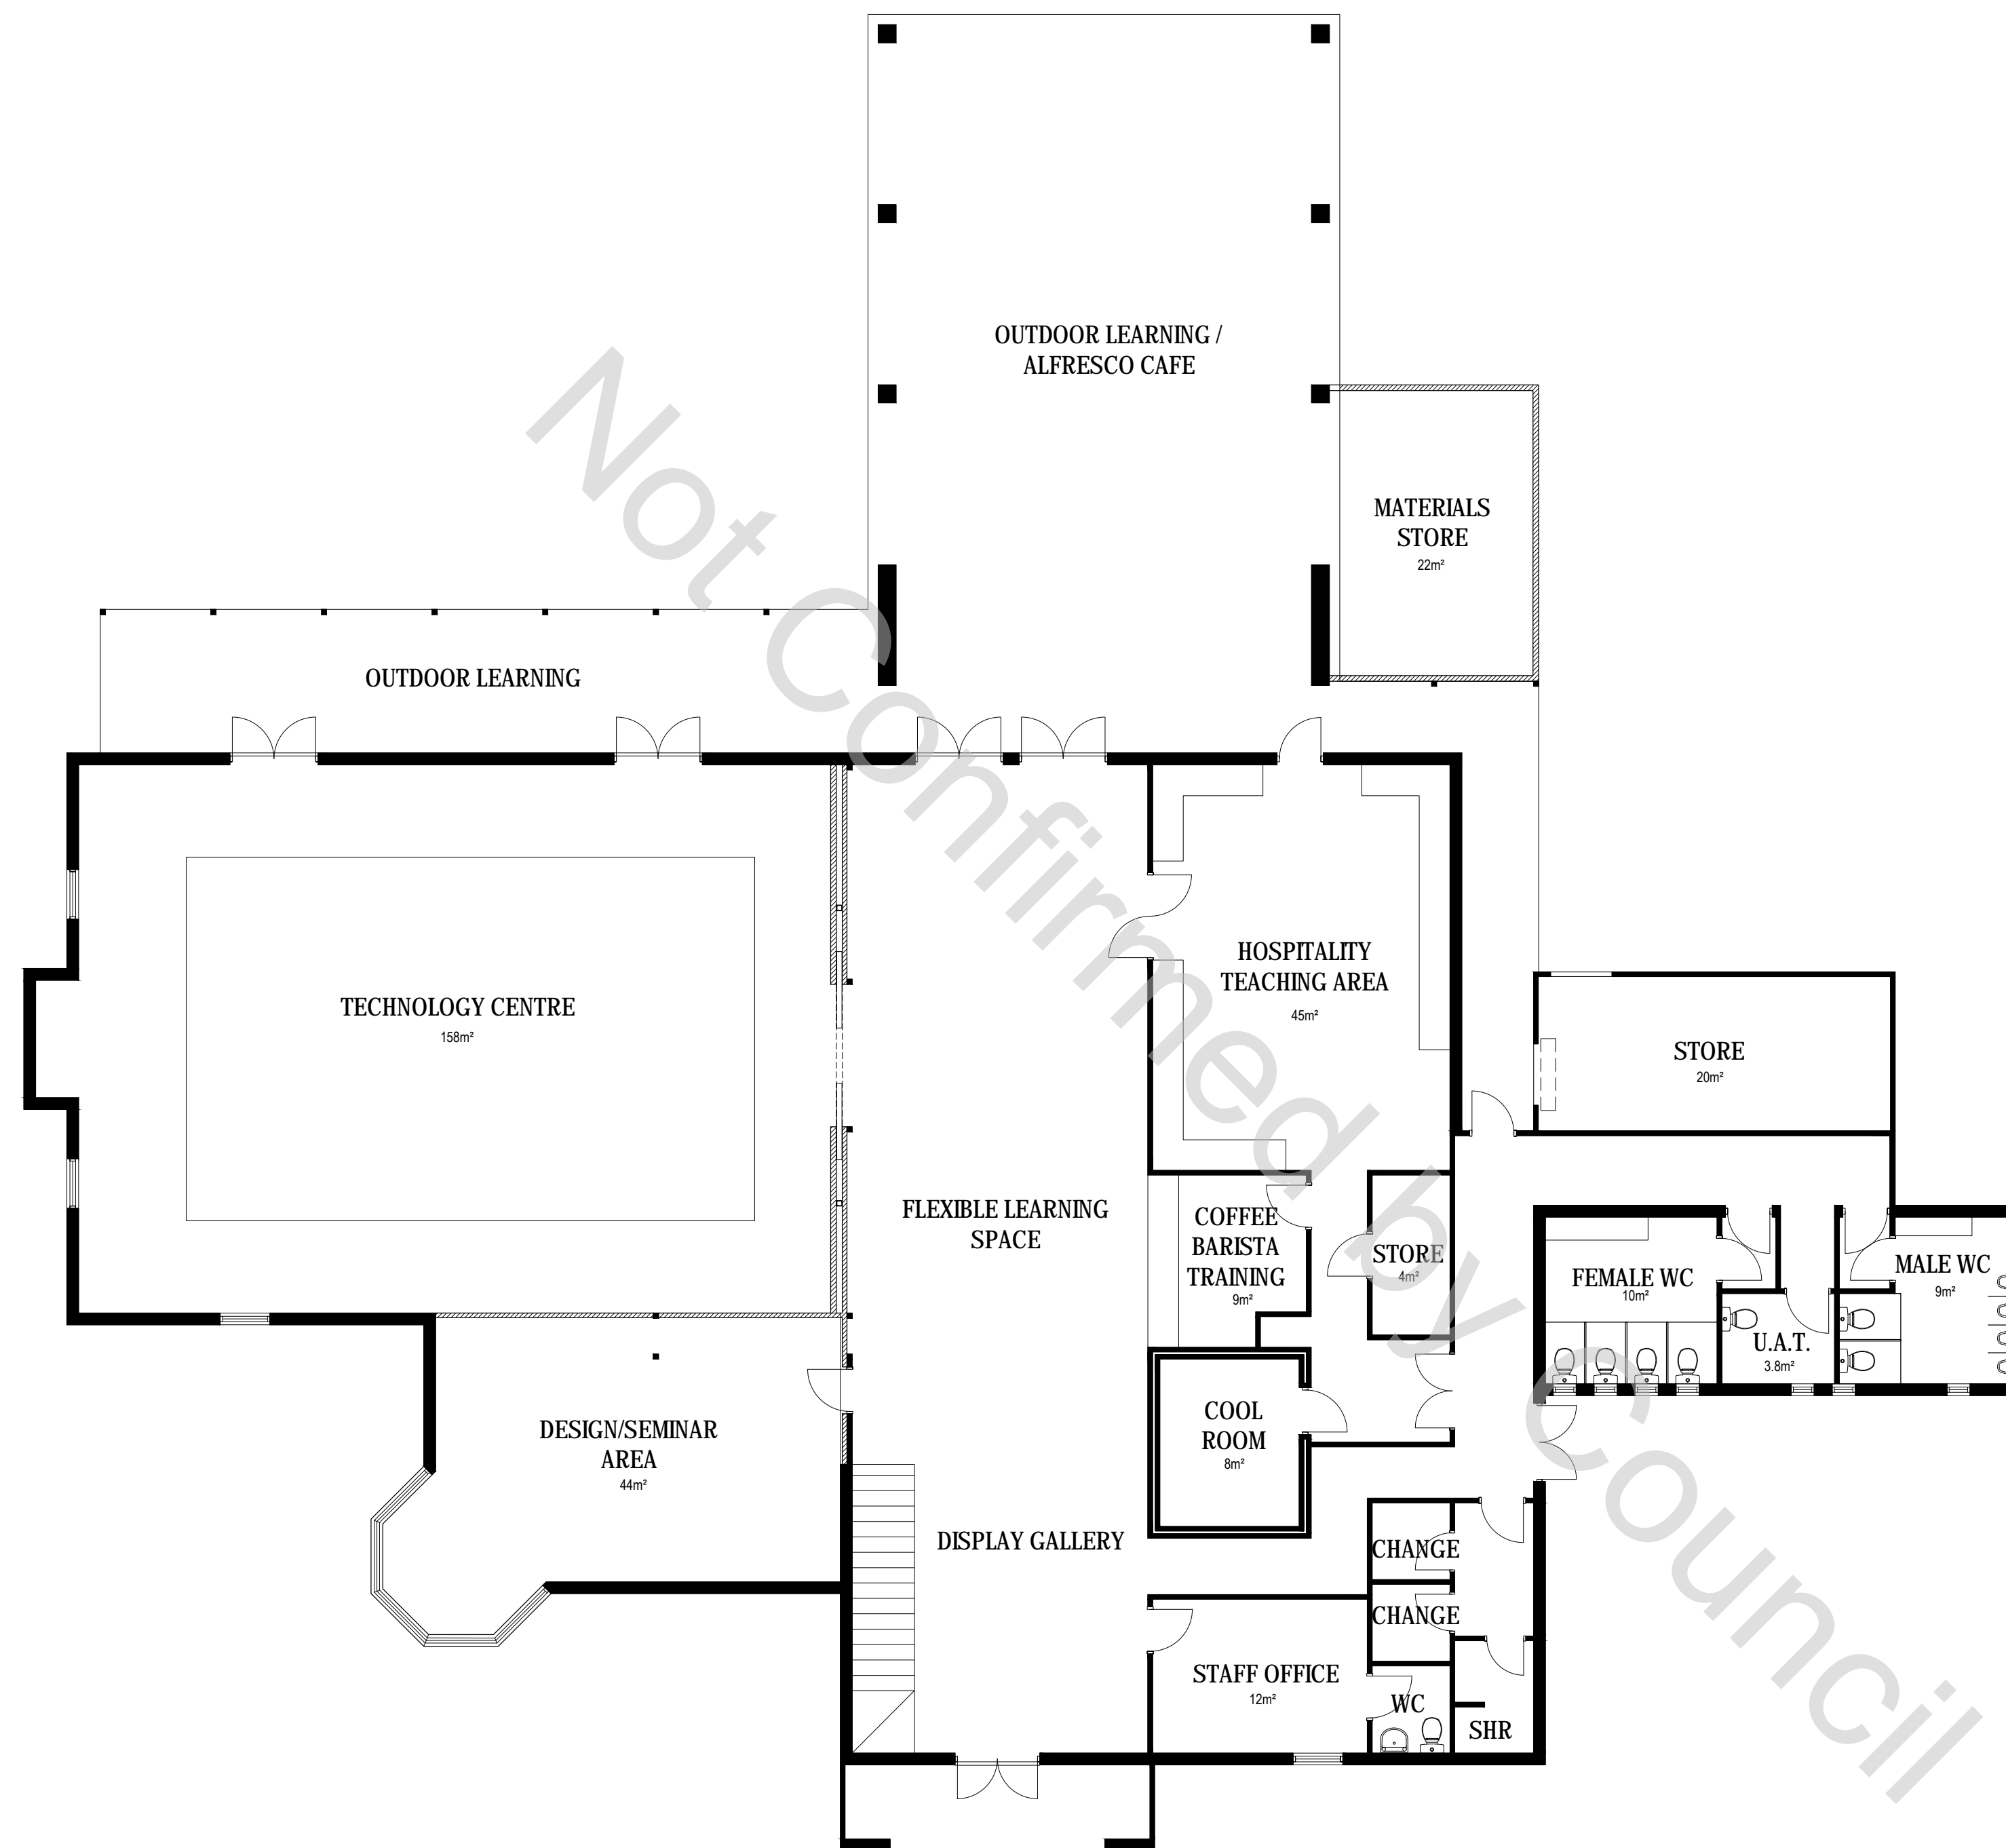 OUTDOOR LEARNING /
ALFRESCO CAFE
MATERIALS
STORE
22m²
OUTDOOR LEARNING
TECHNOLOGY CENTRE
158m²
HOSPITALITY
TEACHING AREA
45m²
STORE
20m²
FLEXIBLE LEARNING
SPACE
COFFEE
BARISTA
TRAINING
9m²
STORE
4m²
FEMALE WC
10m²
U.A.T.
3.8m²
MALE WC
9m²
DESIGN/SEMINAR
AREA
44m²
COOL
ROOM
8m²
DISPLAY GALLERY
CHANGE
CHANGE
STAFF OFFICE
12m²
WC
SHR
Not Confirmed by Council